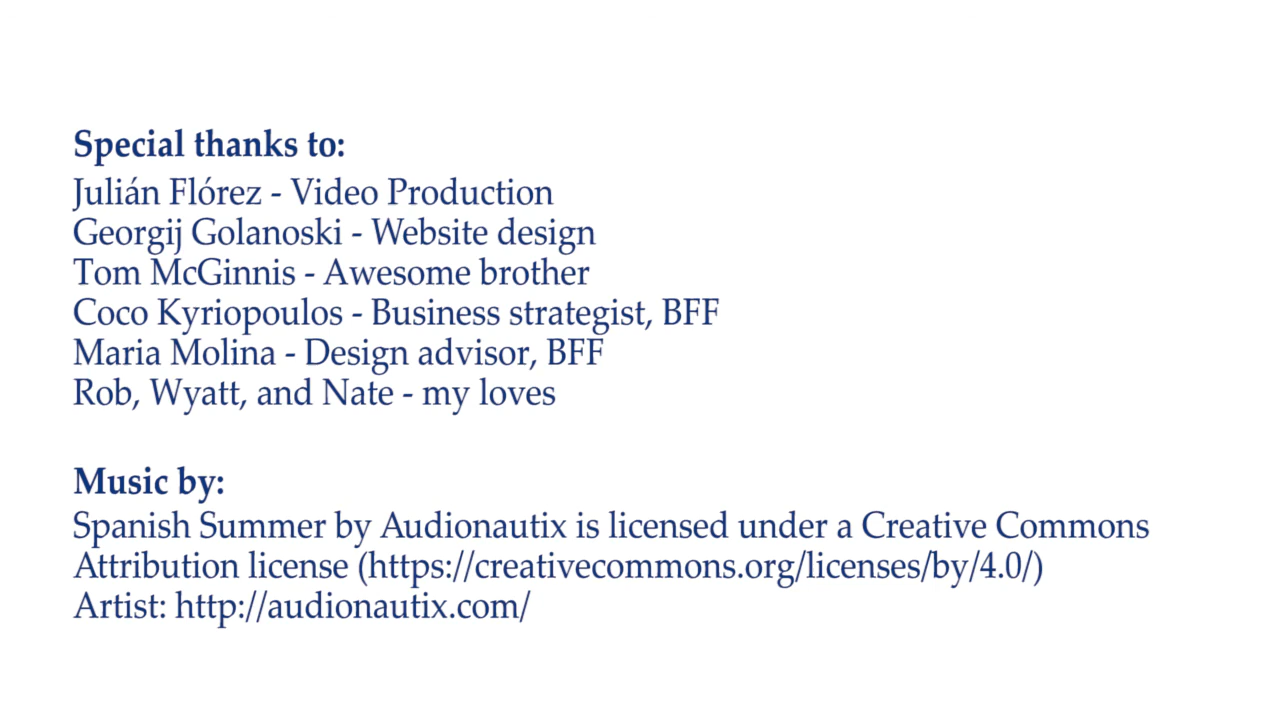 Special thanks to:
Julián Flórez - Video Production
Georgij Golanoski - Website design
Tom McGinnis - Awesome brother
Coco Kyriopoulos - Business strategist, BFF
Maria Molina - Design advisor, BFF
Rob, Wyatt, and Nate - my loves
Music by:
Spanish Summer by Audionautix is licensed under a Creative Commons
Attribution license (https://creativecommons.org/licenses/by/4.0/)
Artist: http://audionautix.com/